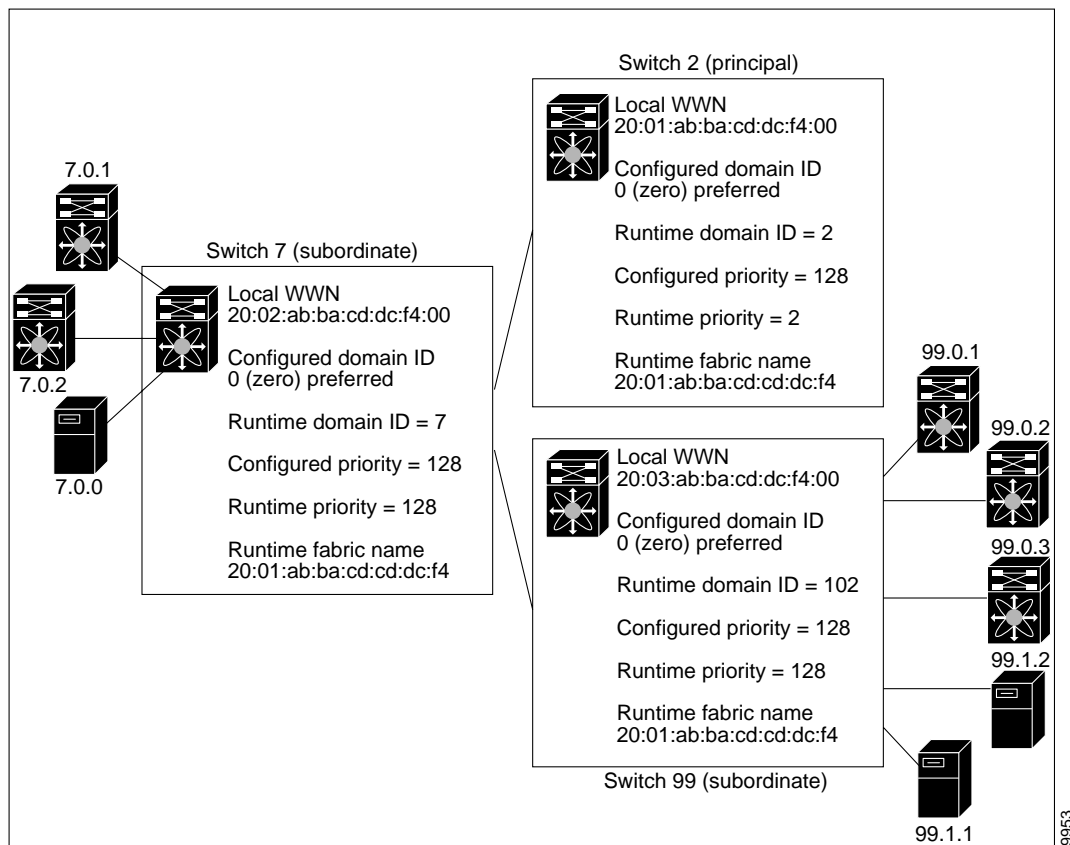 Switch 2 (principal)
Local WWN
20:01:ab:ba:cd:dc:f4:00
Configured domain ID
0 (zero) preferred
Runtime domain ID = 2
Configured priority = 128
Runtime priority = 2
Runtime fabric name
20:01:ab:ba:cd:cd:dc:f4
7.0.1
7.0.2
7.0.0
Switch 7 (subordinate)
Local WWN
20:02:ab:ba:cd:dc:f4:00
Configured domain ID
0 (zero) preferred
Runtime domain ID = 7
Configured priority = 128
Runtime priority = 128
Runtime fabric name
20:01:ab:ba:cd:cd:dc:f4
Local WWN
20:03:ab:ba:cd:dc:f4:00
Configured domain ID
0 (zero) preferred
Runtime domain ID = 102
Configured priority = 128
Runtime priority = 128
Runtime fabric name
20:01:ab:ba:cd:cd:dc:f4
Switch 99 (subordinate)
99.0.1
99.0.2
99.0.3
99.1.2
99.1.1
9953